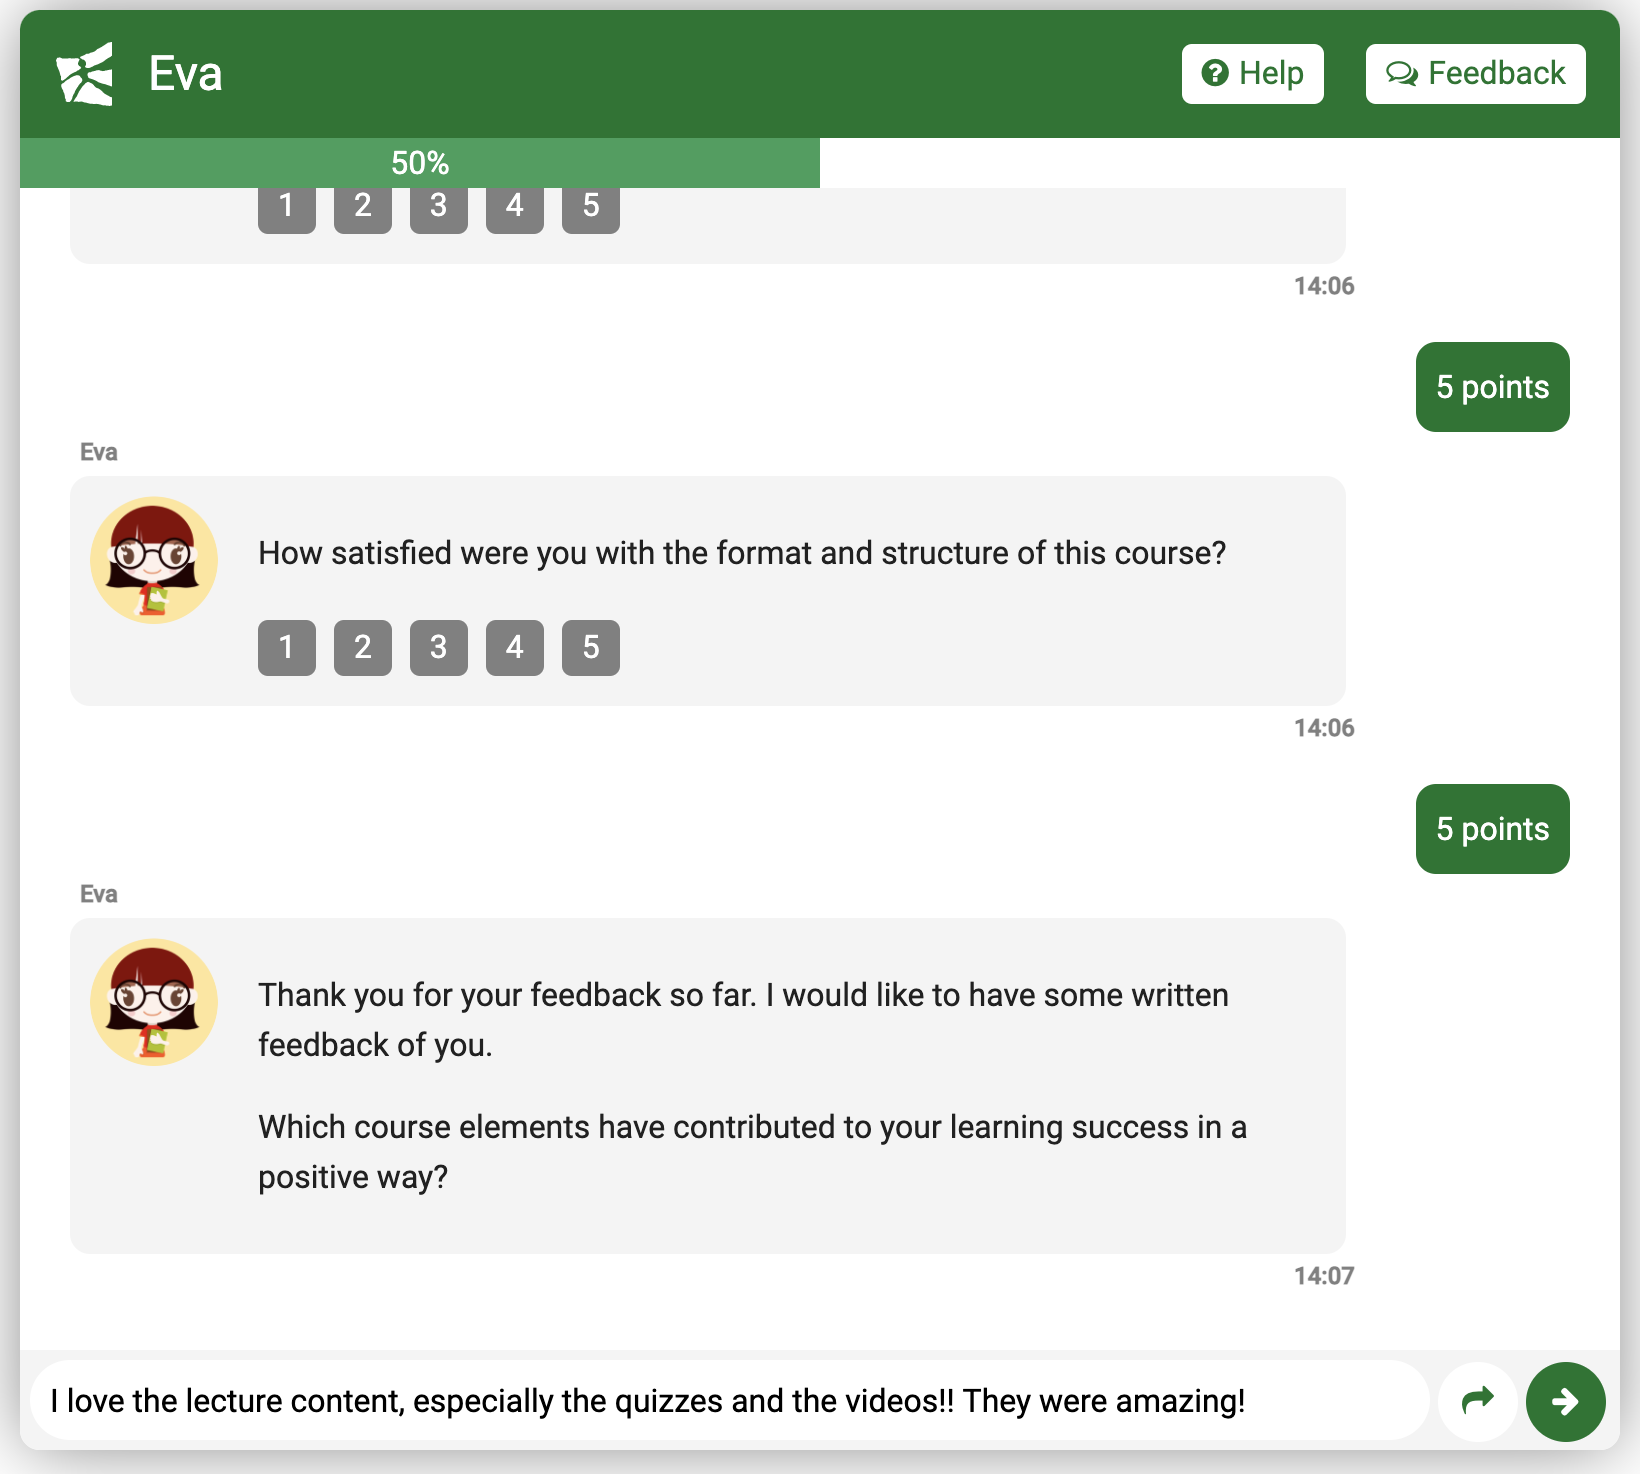 Eva
Help
Feedback
50%
1 2 3 4 5
14:06
5 points
Eva
How satisfied were you with the format and structure of this course?
1 2 3 4 5
14:06
5 points
Eva
Thank you for your feedback so far. I would like to have some written
feedback of you.
Which course elements have contributed to your learning success in a
positive way?
14:07
I love the lecture content, especially the quizzes and the videos!! They were amazing!